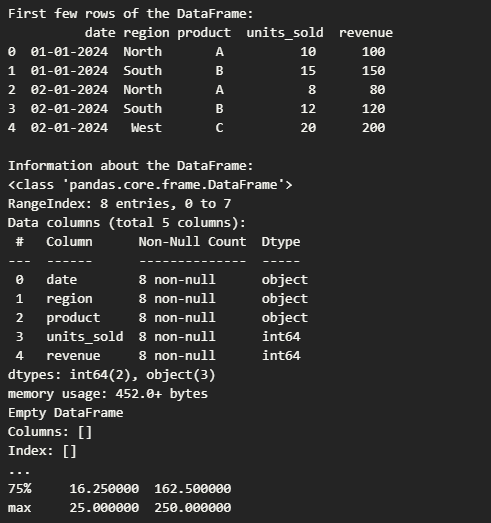 First few rows of the DataFrame:
         date region product  units_sold  revenue
0  01-01-2024  North       A          10      100
1  01-01-2024  South       B          15      150
2  02-01-2024  North       A           8       80
3  02-01-2024  South       B          12      120
4  02-01-2024   West       C          20      200
Information about the DataFrame:
<class 'pandas.core.frame.DataFrame'>
RangeIndex: 8 entries, 0 to 7
Data columns (total 5 columns):
 #   Column      Non-Null Count  Dtype
---  ------      --------------  -----
 0   date        8 non-null      object
 1   region      8 non-null      object
 2   product     8 non-null      object
 3   units_sold  8 non-null      int64
 4   revenue     8 non-null      int64
dtypes: int64(2), object(3)
memory usage: 452.0+ bytes
Empty DataFrame
Columns: []
Index: []
...
75%     16.250000  162.500000
max     25.000000  250.000000